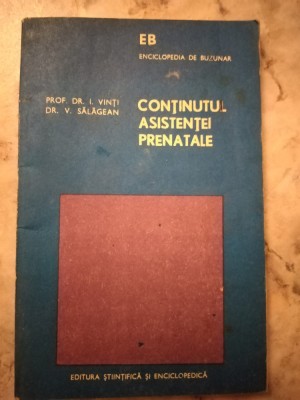 EB
ENCICLOPEDIA DE BUZUNAR
PROF. DR. I. VINȚI
DR. V. SĂLĂGEAN
CONȚINUTUL
ASISTENȚEI
PRENATALE
EDITURA ȘTIINȚIFICĂ ȘI ENCICLOPEDICĂ